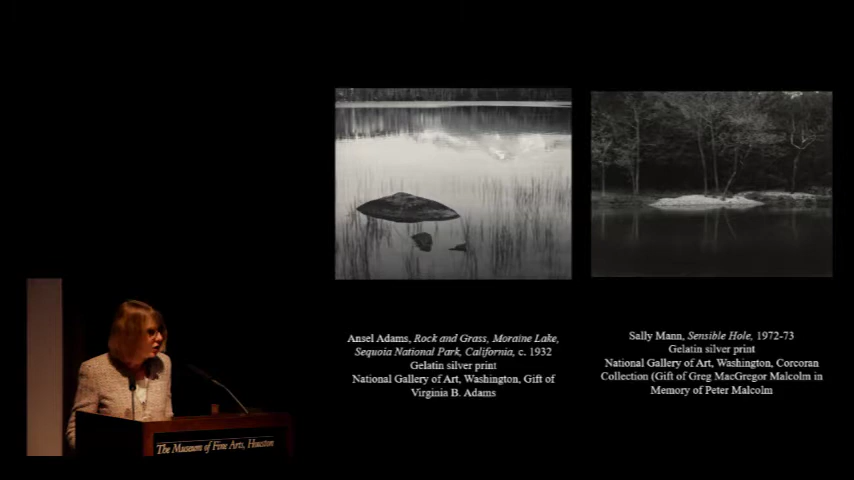 Ansel Adams, Rock and Grass, Moraine Lake,
Sequoia National Park, California, c. 1932
Gelatin silver print
National Gallery of Art, Washington, Gift of
Virginia B. Adams
Sally Mann, Sensible Hole, 1972-73
Gelatin silver print
National Gallery of Art, Washington, Corcoran
Collection (Gift of Greg MacGregor Malcolm in
Memory of Peter Malcolm
The Museum of Fine Arts, Houston